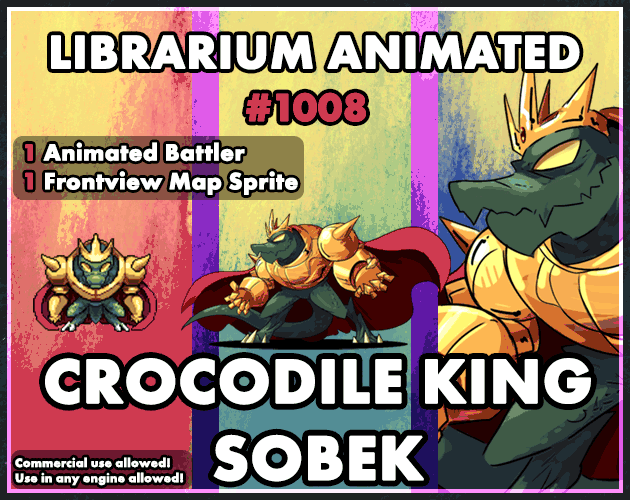 LIBRARIUM ANIMATED
#1008
1 Animated Battler
1 Frontview Map Sprite
CROCODILE KING
SOBEK
Commercial use allowed!
Use in any engine allowed!